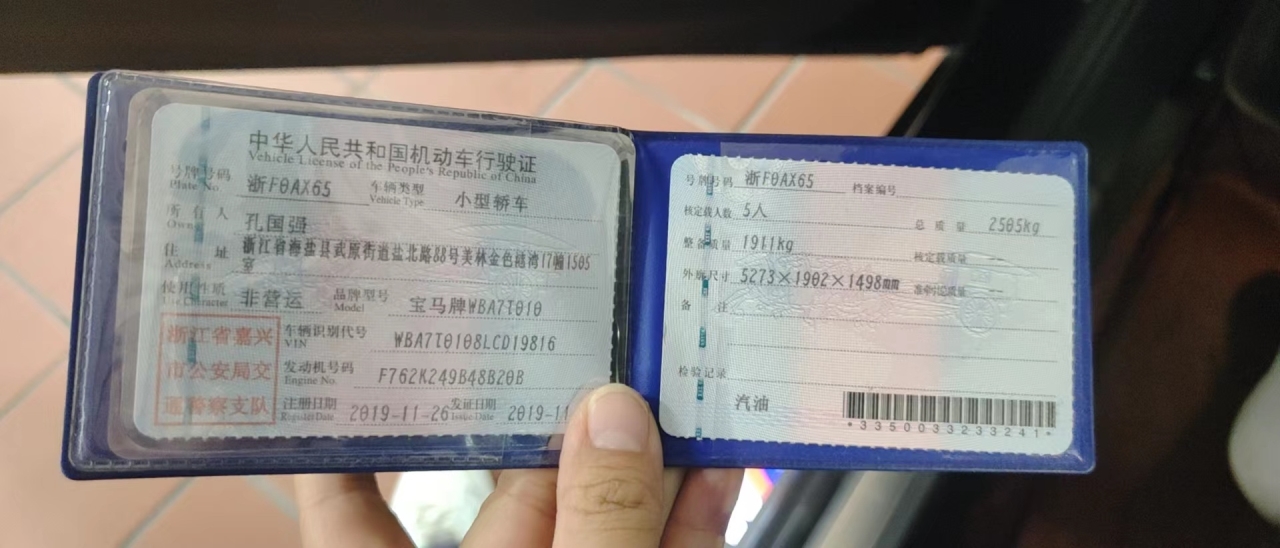 中华人民共和国机动车行驶证
Vehicle License of the People's Republic of China
号牌号码 浙F0AX65 车辆类型 小型轿车
Plate No. Vehicle Type
所有人 孔国强
Owner
住址 浙江省海盐县武原街道盐北路88号美林金色港湾17幢1505
Address 室
使用性质 非营运 品牌型号 宝马牌WBA7T010
Use Character Model
浙江省嘉兴
市公安局交
通警察支队
车辆识别代号 WBA7T0108LCD19816
VIN
发动机号码 F762K249B48B20B
Engine No.
注册日期 2019-11-26 发证日期 2019-11
Register Date Issue Date
号牌号码 浙F0AX65 档案编号
核定载人数 5人 总质量 2505kg
整备质量 1911kg 核定载质量 --
外廓尺寸 5273×1902×1498mm 准牵引总质量 --
备注
检验记录
汽油
*3350033233241*